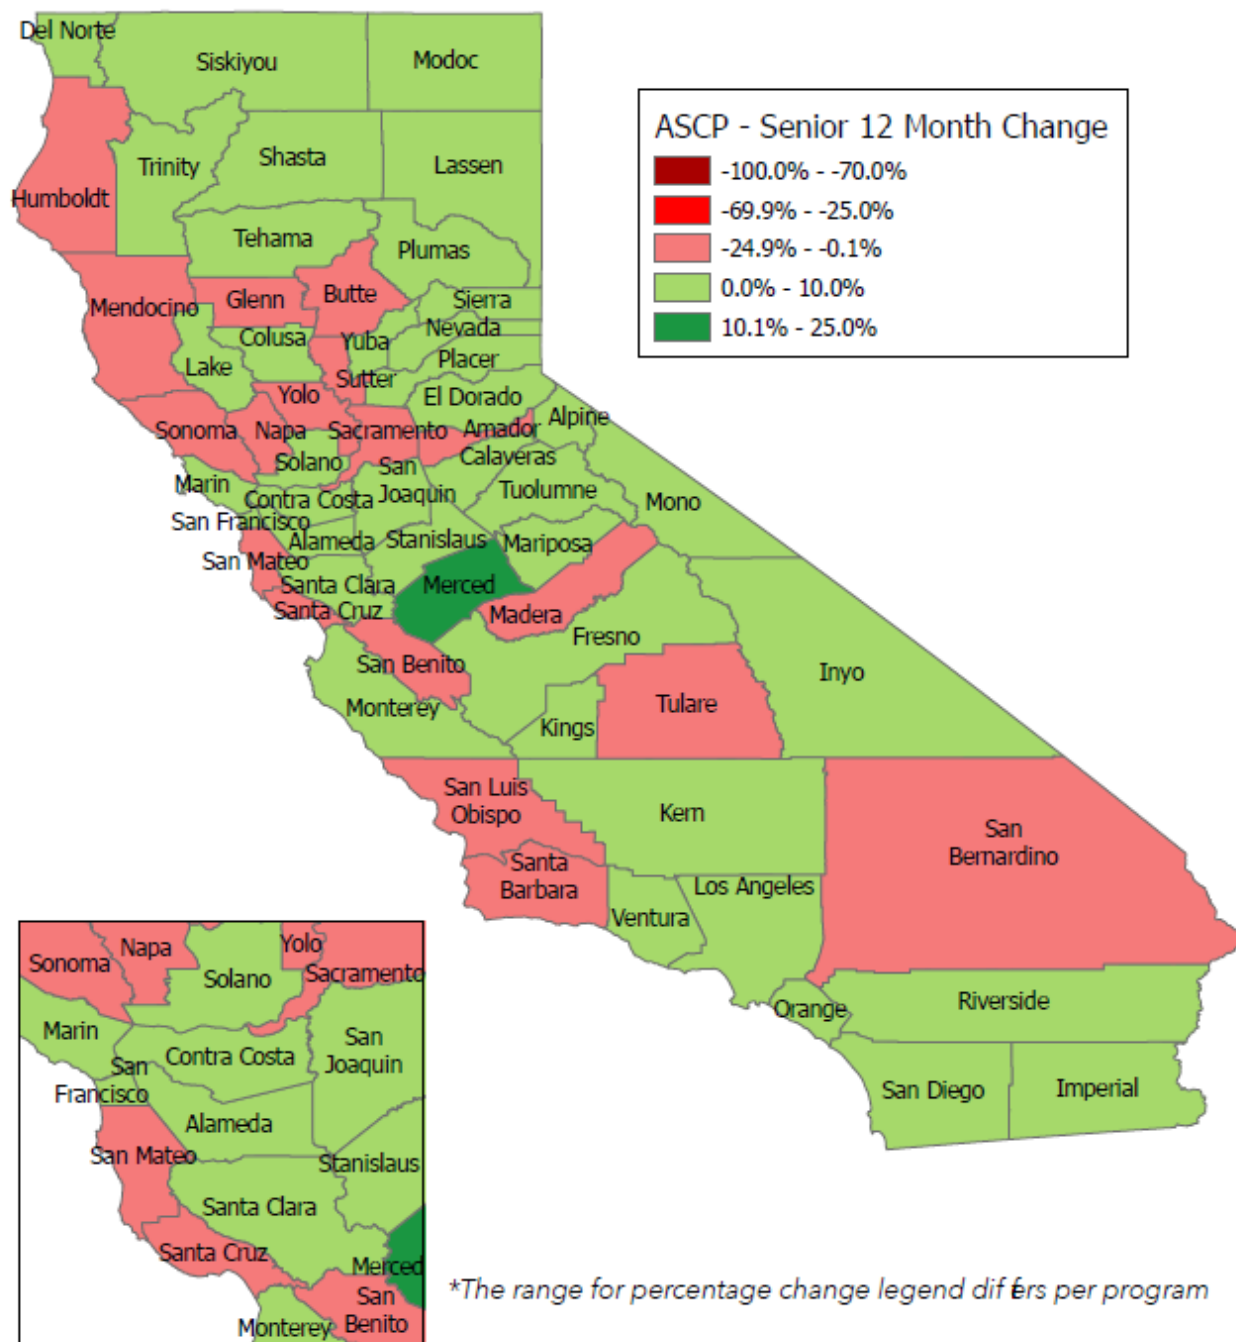 Del Norte
Siskiyou
Modoc
ASCP - Senior 12 Month Change
-100.0% - -70.0%
-69.9% - -25.0%
-24.9% - -0.1%
0.0% - 10.0%
10.1% - 25.0%
Humboldt
Trinity
Shasta
Lassen
Tehama
Plumas
Mendocino
Glenn
Butte
Sierra
Colusa
Yuba
Nevada
Lake
Sutter
Placer
Yolo
El Dorado
Sonoma
Napa
Sacramento
Amador
Alpine
Solano
Calaveras
Marin
San
Joaquin
Contra Costa
Tuolumne
Mono
San Francisco
Alameda
Stanislaus
Mariposa
San Mateo
Santa Clara
Merced
Santa Cruz
Madera
Fresno
San Benito
Inyo
Monterey
Kings
Tulare
San Luis
Obispo
Kern
San
Bernardino
Santa
Barbara
Los Angeles
Ventura
Orange
Riverside
San Diego
Imperial
Sonoma
Napa
Yolo
Solano
Sacramento
Marin
San
Francisco
Contra Costa
San
Joaquin
Alameda
San Mateo
Stanislaus
Santa Clara
Santa Cruz
Merced
San
Benito
Monterey
*The range for percentage change legend differs per program